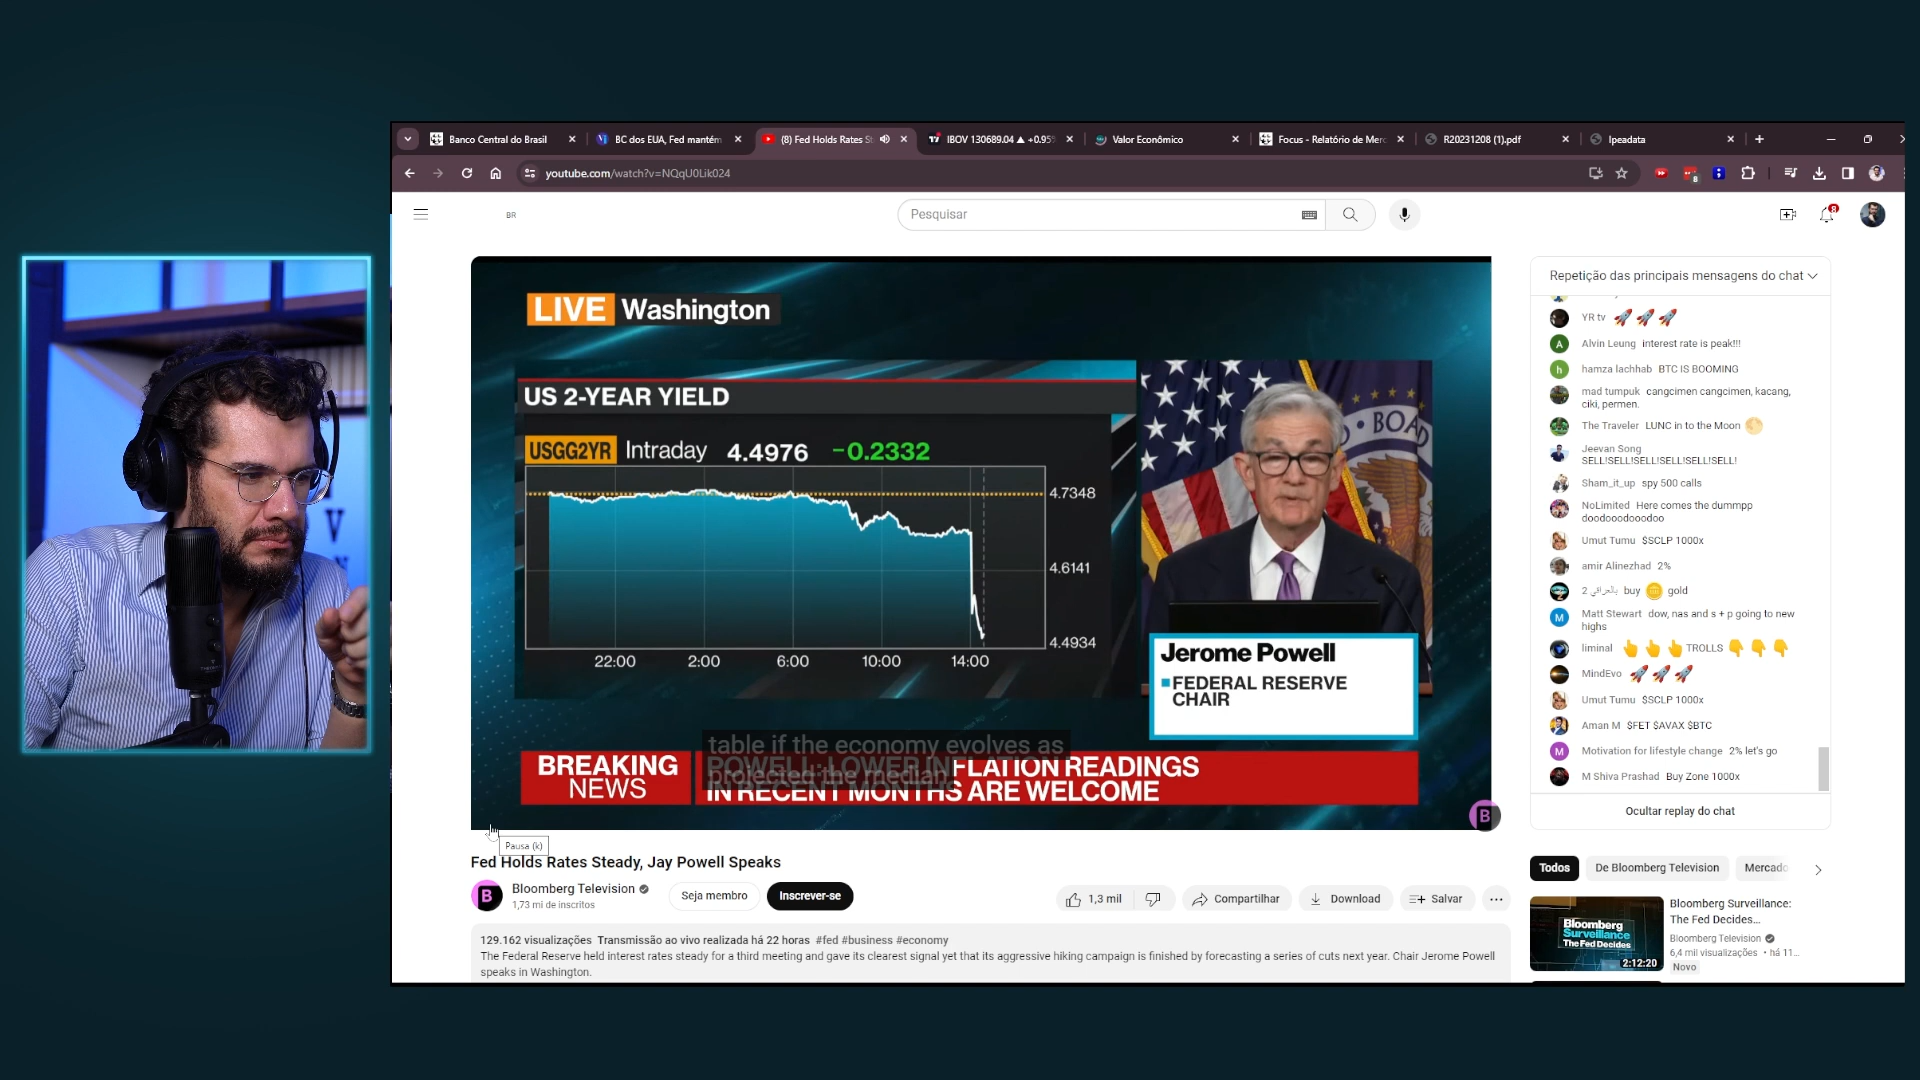 Banco Central do Brasil
BC dos EUA, Fed mantém
(8) Fed Holds Rates St
IBOV 130689.04 ▲ +0.95%
Valor Econômico
Focus - Relatório de Merc
R20231208 (1).pdf
Ipeadata
youtube.com/watch?v=NQqU0Lik024
8
BR
Pesquisar
8
LIVE Washington
US 2-YEAR YIELD
USGG2YR Intraday 4.4976 -0.2332
4.7348
4.6141
4.4934
22:00 2:00 6:00 10:00 14:00
BOA
Jerome Powell
FEDERAL RESERVE
CHAIR
table if the economy evolves as
projected the median
BREAKING
NEWS
POWELL: LOWER INFLATION READINGS
IN RECENT MONTHS ARE WELCOME
B
Pausa (k)
Fed Holds Rates Steady, Jay Powell Speaks
B
Bloomberg Television
1,73 mi de inscritos
Seja membro
Inscrever-se
1,3 mil
Compartilhar
Download
Salvar
129.162 visualizações Transmissão ao vivo realizada há 22 horas #fed #business #economy
The Federal Reserve held interest rates steady for a third meeting and gave its clearest signal yet that its aggressive hiking campaign is finished by forecasting a series of cuts next year. Chair Jerome Powell
speaks in Washington.
Repetição das principais mensagens do chat
YR tv 🚀🚀🚀
A Alvin Leung interest rate is peak!!!
h hamza lachhab BTC IS BOOMING
mad tumpuk cangcimen cangcimen, kacang,
ciki, permen.
The Traveler LUNC in to the Moon 🌕
Jeevan Song
SELL!SELL!SELL!SELL!SELL!SELL!
Sham_it_up spy 500 calls
NoLimited Here comes the dummpp
doodooodooodoo
Umut Tumu $SCLP 1000x
amir Alinezhad 2%
buy 🪙 gold
M Matt Stewart dow, nas and s + p going to new
highs
liminal 👆👆👆TROLLS👇👇👇
MindEvo 🚀🚀🚀
Umut Tumu $SCLP 1000x
Aman M $FET $AVAX $BTC
M Motivation for lifestyle change 2% let's go
M Shiva Prashad Buy Zone 1000x
Ocultar replay do chat
Todos
De Bloomberg Television
Mercado
Bloomberg
Surveillance
The Fed Decides
2:12:20
Bloomberg Surveillance:
The Fed Decides...
Bloomberg Television
6,4 mil visualizações • há 11...
Novo